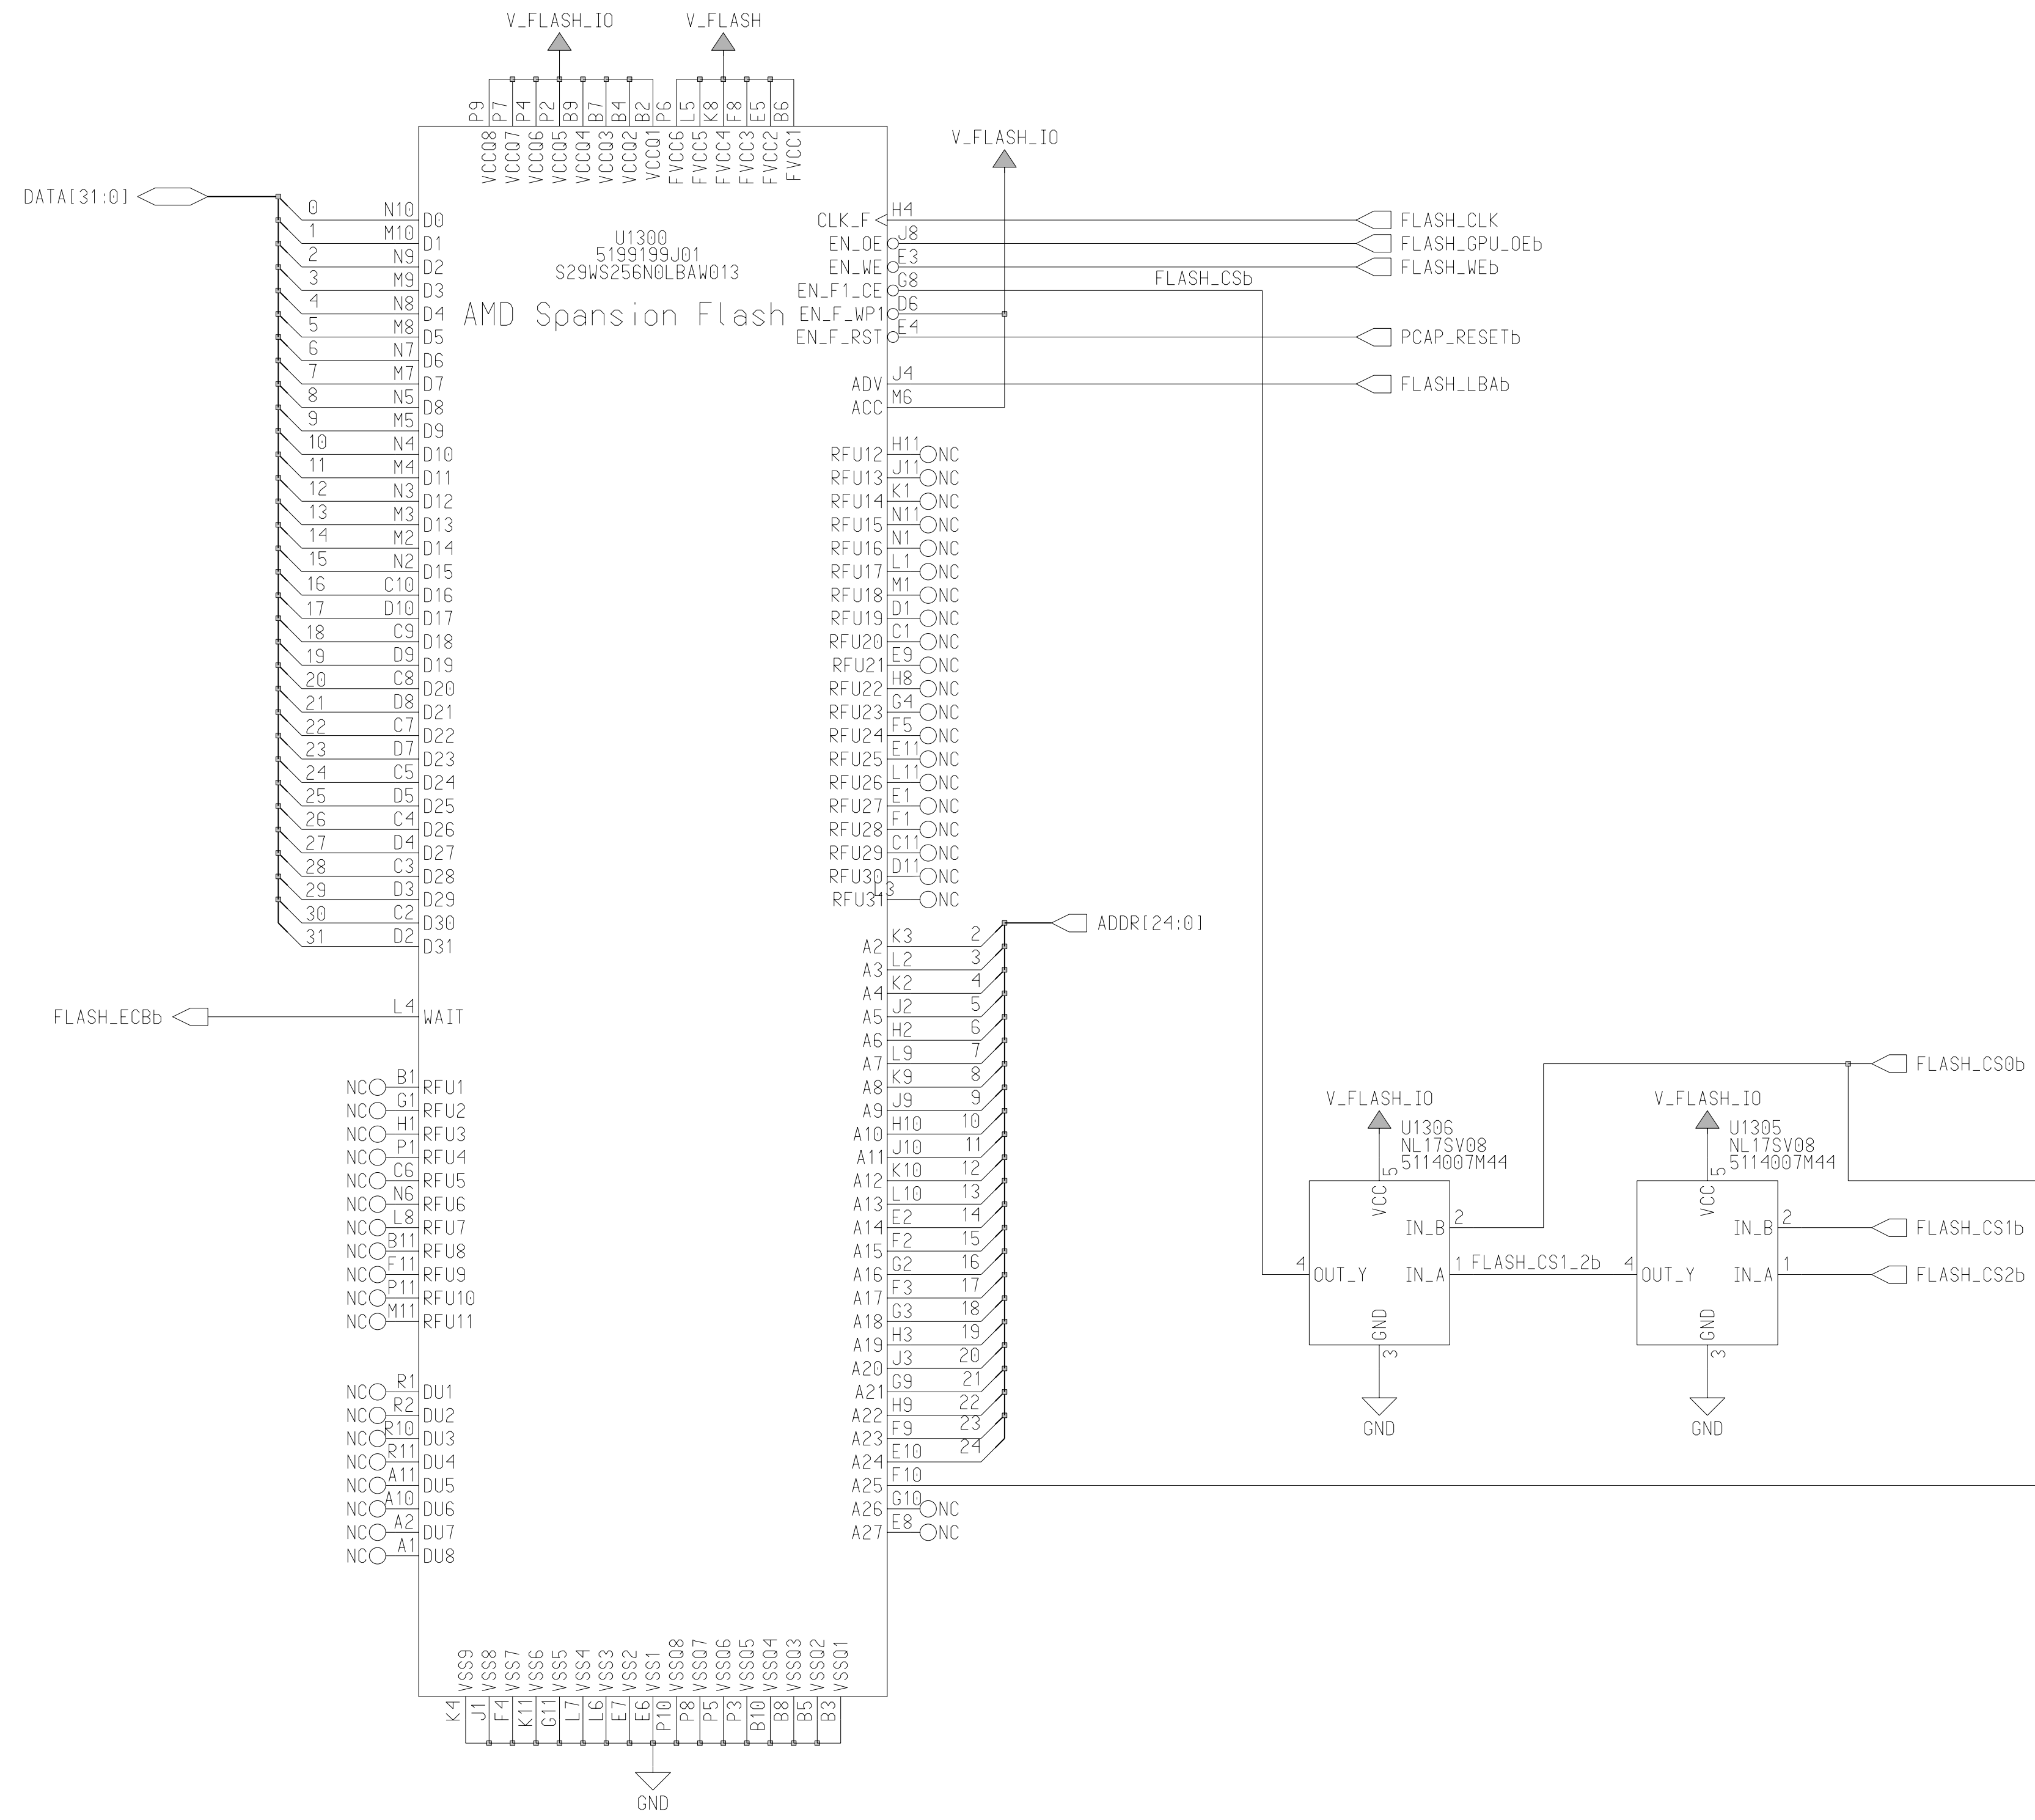 V_FLASH_IO
V_FLASH
P9 P7 P4 P2 B9 B7 B4 B2 P6 L5 K8 F8 E5 B6
VCCQ8 VCCQ7 VCCQ6 VCCQ5 VCCQ4 VCCQ3 VCCQ2 VCCQ1 FVCC6 FVCC5 FVCC4 FVCC3 FVCC2 FVCC1
DATA[31:0]
0 N10 D0
1 M10 D1
2 N9 D2
3 M9 D3
4 N8 D4
5 M8 D5
6 N7 D6
7 M7 D7
8 N5 D8
9 M5 D9
10 N4 D10
11 M4 D11
12 N3 D12
13 M3 D13
14 M2 D14
15 N2 D15
16 C10 D16
17 D10 D17
18 C9 D18
19 D9 D19
20 C8 D20
21 D8 D21
22 C7 D22
23 D7 D23
24 C5 D24
25 D5 D25
26 C4 D26
27 D4 D27
28 C3 D28
29 D3 D29
30 C2 D30
31 D2 D31
FLASH_ECBb L4 WAIT
NC B1 RFU1
NC G1 RFU2
NC H1 RFU3
NC P1 RFU4
NC C6 RFU5
NC N6 RFU6
NC L8 RFU7
NC B11 RFU8
NC F11 RFU9
NC P11 RFU10
NC M11 RFU11
NC R1 DU1
NC R2 DU2
NC R10 DU3
NC R11 DU4
NC A11 DU5
NC A10 DU6
NC A2 DU7
NC A1 DU8
U1300
5199199J01
S29WS256N0LBAW013
AMD Spansion Flash
V_FLASH_IO
CLK_F H4 FLASH_CLK
EN_OE J8 FLASH_GPU_OEb
EN_WE E3 FLASH_WEb
EN_F1_CE G8 FLASH_CSb
EN_F_WP1 D6
EN_F_RST E4 PCAP_RESETb
ADV J4 FLASH_LBAb
ACC M6
RFU12 H11 NC
RFU13 J11 NC
RFU14 K1 NC
RFU15 N11 NC
RFU16 N1 NC
RFU17 L1 NC
RFU18 M1 NC
RFU19 D1 NC
RFU20 C1 NC
RFU21 E9 NC
RFU22 H8 NC
RFU23 G4 NC
RFU24 F5 NC
RFU25 E11 NC
RFU26 L11 NC
RFU27 E1 NC
RFU28 F1 NC
RFU29 C11 NC
RFU30 D11 NC
RFU31 L3 NC
ADDR[24:0]
A2 K3 2
A3 L2 3
A4 K2 4
A5 J2 5
A6 H2 6
A7 L9 7
A8 K9 8
A9 J9 9
A10 H10 10
A11 J10 11
A12 K10 12
A13 L10 13
A14 E2 14
A15 F2 15
A16 G2 16
A17 F3 17
A18 G3 18
A19 H3 19
A20 J3 20
A21 G9 21
A22 H9 22
A23 F9 23
A24 E10 24
A25 F10
A26 G10 NC
A27 E8 NC
VSS9 VSS8 VSS7 VSS6 VSS5 VSS4 VSS3 VSS2 VSS1 VSSQ8 VSSQ7 VSSQ6 VSSQ5 VSSQ4 VSSQ3 VSSQ2 VSSQ1
K4 J1 F4 K11 G11 L7 L6 E7 E6 P10 P8 P5 P3 B10 B8 B5 B3
GND
V_FLASH_IO
U1306
NL17SV08
5114007M44
5
VCC
IN_B 2
4 OUT_Y IN_A 1 FLASH_CS1_2b
GND
3
GND
V_FLASH_IO
U1305
NL17SV08
5114007M44
5
VCC
FLASH_CS0b
IN_B 2 FLASH_CS1b
4 OUT_Y IN_A 1 FLASH_CS2b
GND
3
GND